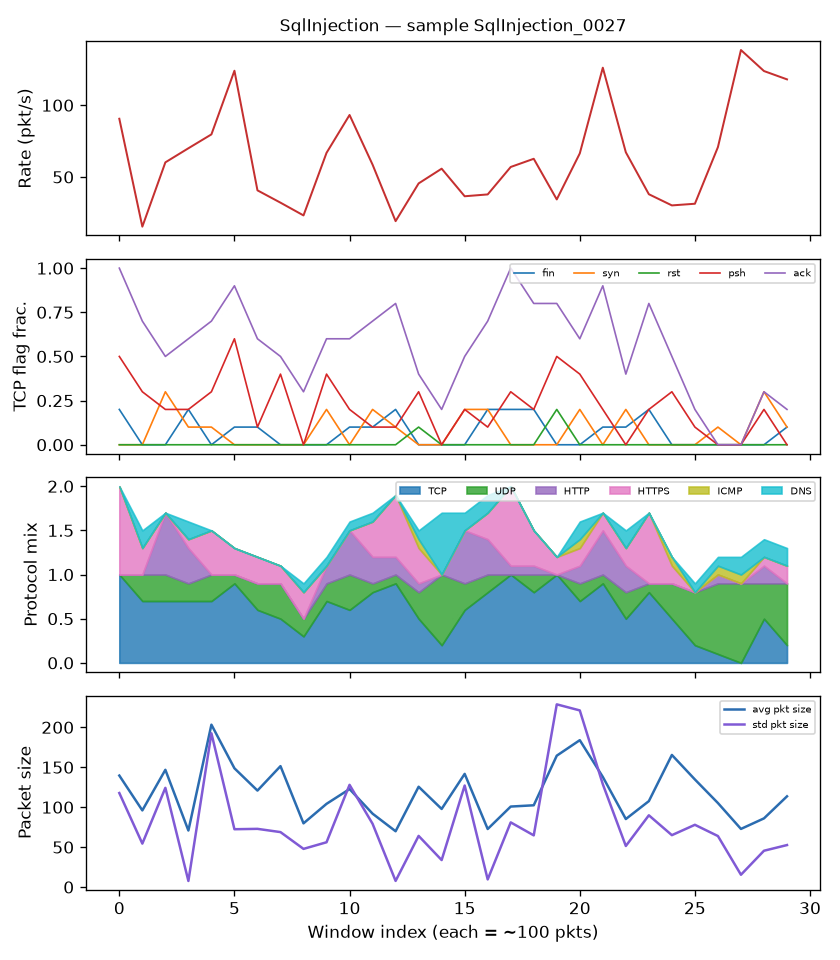 SqlInjection — sample SqlInjection_0027
Rate (pkt/s)
100
50
TCP flag frac.
1.00
0.75
0.50
0.25
0.00
fin syn rst psh ack
Protocol mix
2.0
1.5
1.0
0.5
0.0
TCP UDP HTTP HTTPS ICMP DNS
Packet size
200
150
100
50
0
avg pkt size
std pkt size
0 5 10 15 20 25 30
Window index (each = ~100 pkts)